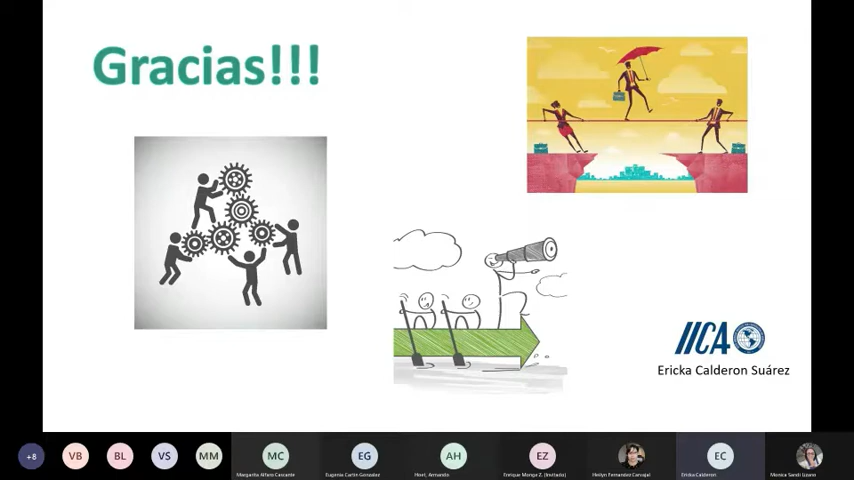 Gracias!!!
IICA
Ericka Calderon Suárez
+8
VB
BL
VS
MM
MC
EG
AH
EZ
EC
Margarita Alfaro Cascante
Eugenia Cartin Gonzalez
Host, Armando
Enrique Monge Z. (Invitado)
Heilyn Fernandez Carvajal
Ericka Calderon
Monica Sandi Lizano